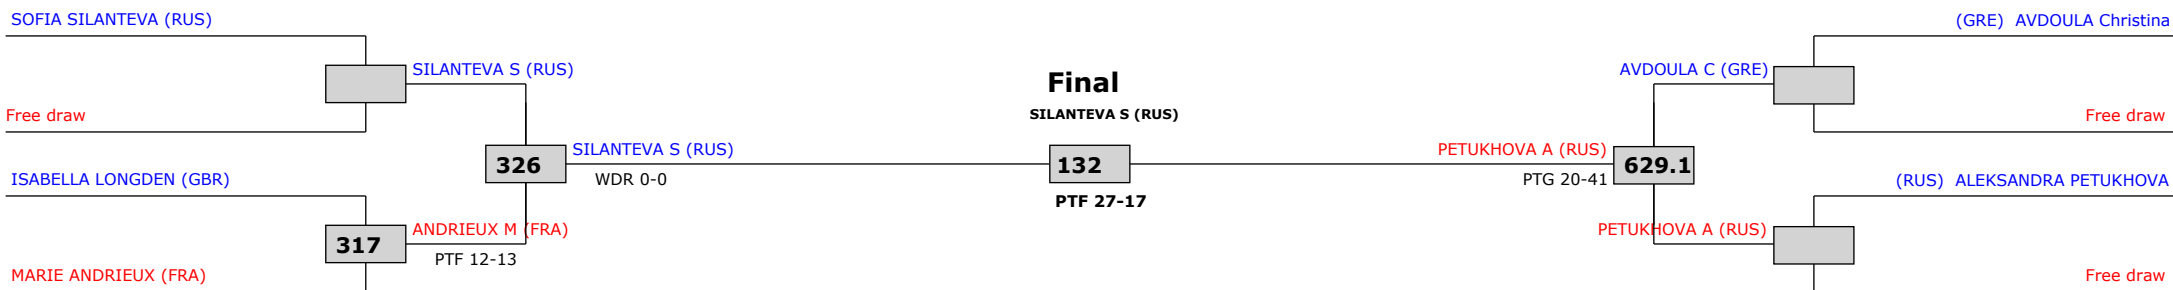 SOFIA SILANTEVA (RUS)
SILANTEVA S (RUS)
Free draw
326
SILANTEVA S (RUS)
WDR 0-0
ISABELLA LONGDEN (GBR)
317
ANDRIEUX M (FRA)
PTF 12-13
MARIE ANDRIEUX (FRA)
Final
SILANTEVA S (RUS)
132
PTF 27-17
(GRE) AVDOULA Christina
AVDOULA C (GRE)
Free draw
PETUKHOVA A (RUS)
629.1
PTG 20-41
(RUS) ALEKSANDRA PETUKHOVA
PETUKHOVA A (RUS)
Free draw